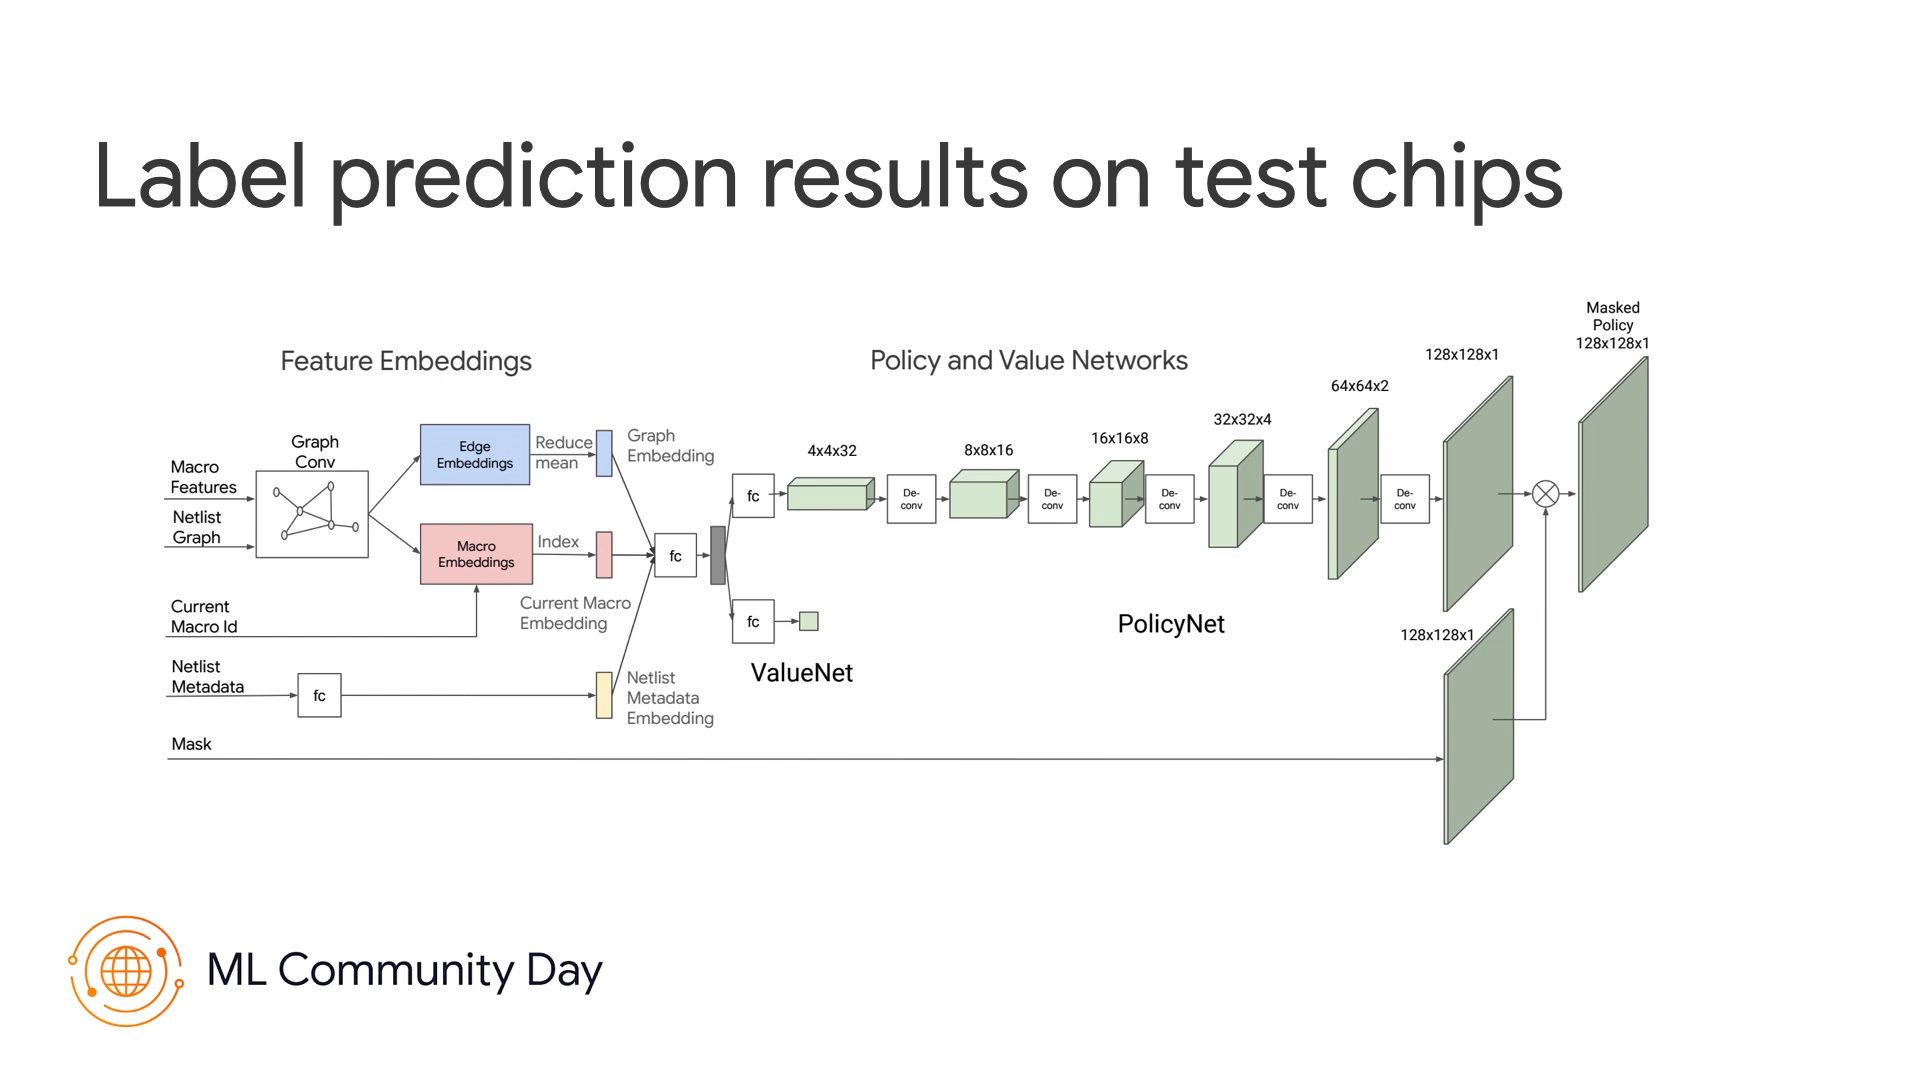 Label prediction results on test chips
Feature Embeddings
Policy and Value Networks
Macro
Features
Netlist
Graph
Graph
Conv
Edge
Embeddings
Reduce
mean
Graph
Embedding
Macro
Embeddings
Index
Current Macro
Embedding
Current
Macro Id
Netlist
Metadata
fc
Netlist
Metadata
Embedding
Mask
fc
fc
fc
ValueNet
4x4x32
De-
conv
8x8x16
De-
conv
16x16x8
De-
conv
32x32x4
De-
conv
64x64x2
De-
conv
128x128x1
Masked
Policy
128x128x1
PolicyNet
128x128x1
ML Community Day